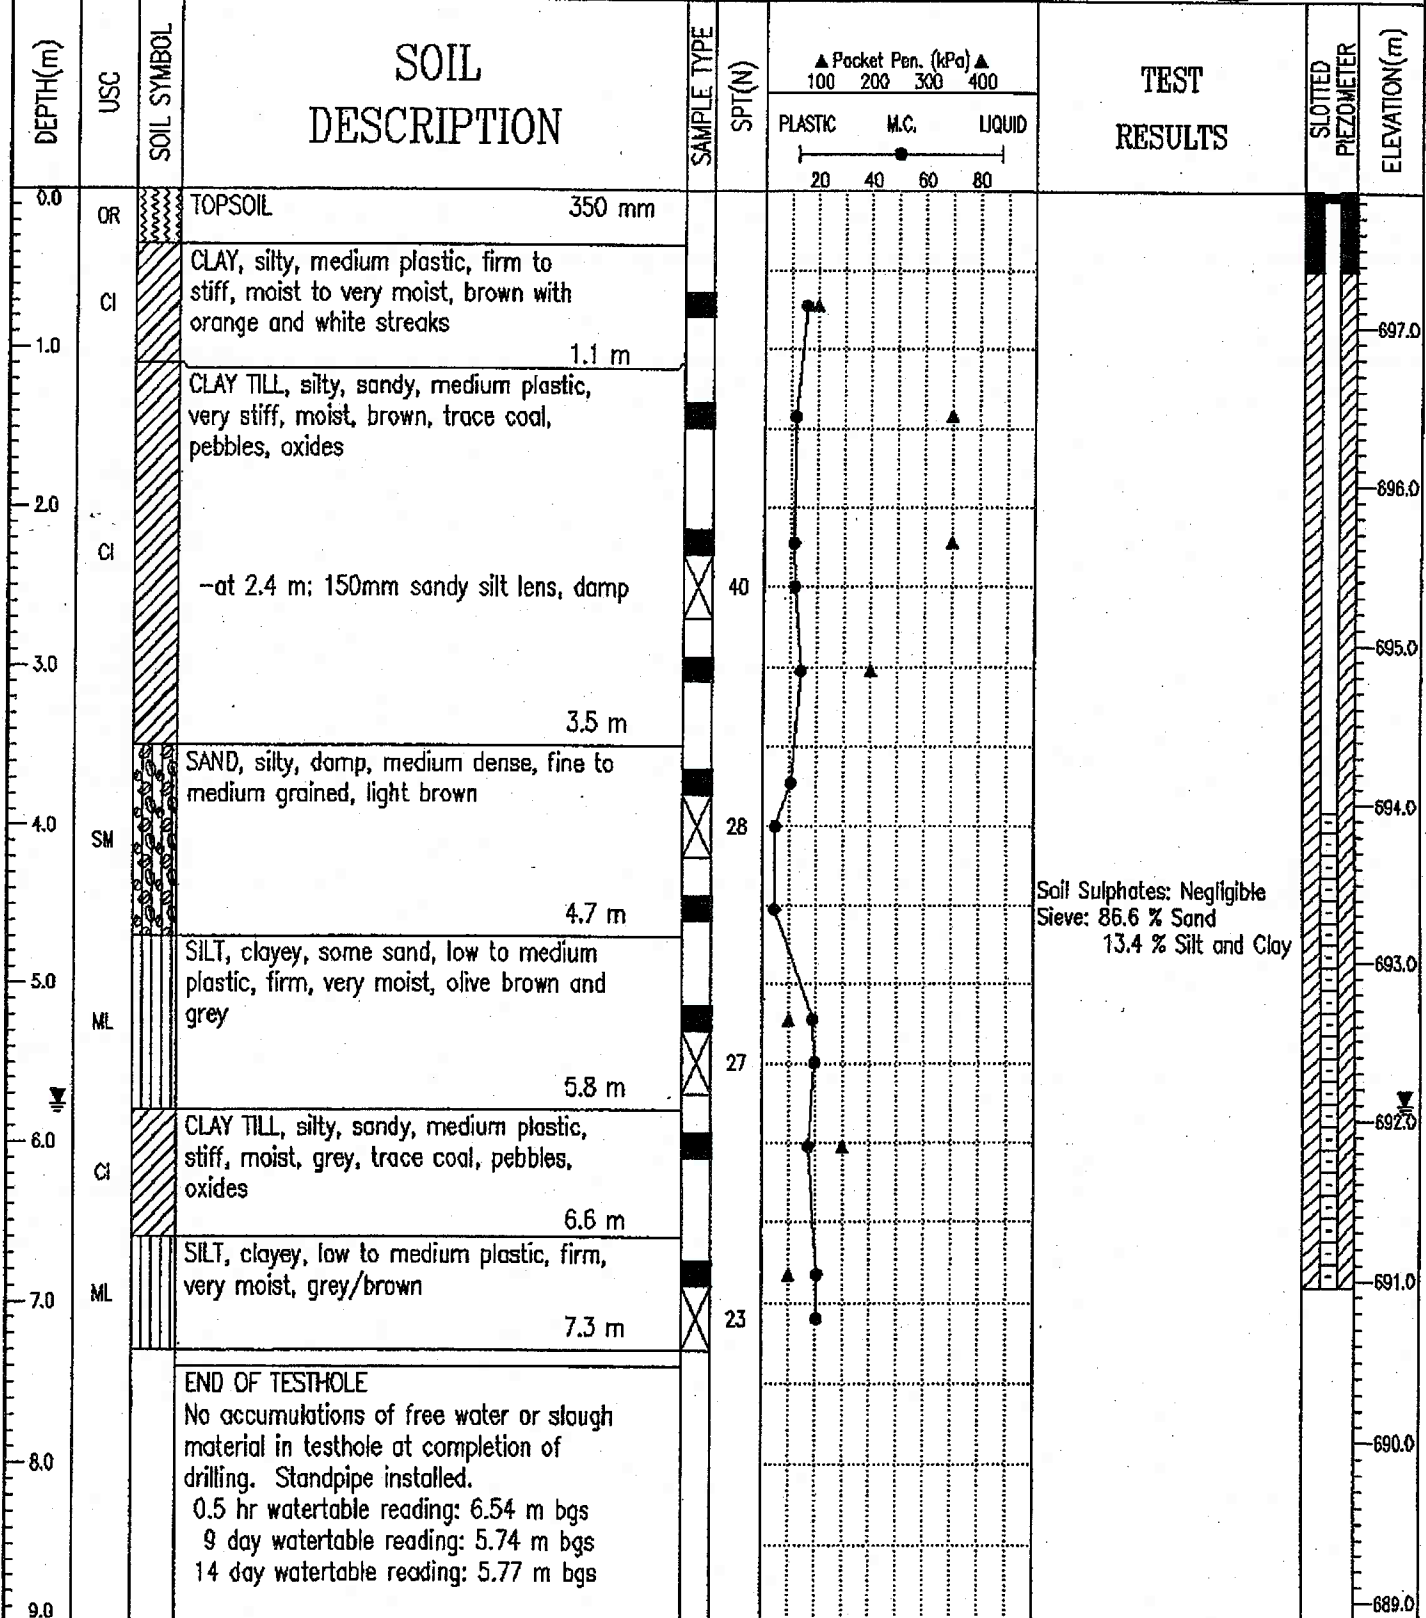 DEPTH(m)
USC
SOIL SYMBOL
SOIL
DESCRIPTION
SAMPLE TYPE
SPT(N)
▲ Pocket Pen. (kPa) ▲
100 200 300 400
PLASTIC M.C. LIQUID
20 40 60 80
TEST
RESULTS
SLOTTED
PIEZOMETER
ELEVATION(m)
0.0
OR
TOPSOIL 350 mm
CLAY, silty, medium plastic, firm to
stiff, moist to very moist, brown with
orange and white streaks
CI
1.0
1.1 m
697.0
CLAY TILL, silty, sandy, medium plastic,
very stiff, moist, brown, trace coal,
pebbles, oxides
2.0
696.0
CI
-at 2.4 m; 150mm sandy silt lens, damp
40
3.0
695.0
3.5 m
SAND, silty, damp, medium dense, fine to
medium grained, light brown
4.0
SM
28
694.0
Soil Sulphates: Negligible
Sieve: 86.6 % Sand
13.4 % Silt and Clay
4.7 m
SILT, clayey, some sand, low to medium
plastic, firm, very moist, olive brown and
grey
5.0
693.0
ML
27
5.8 m
CLAY TILL, silty, sandy, medium plastic,
stiff, moist, grey, trace coal, pebbles,
oxides
6.0
692.0
CI
6.6 m
SILT, clayey, low to medium plastic, firm,
very moist, grey/brown
7.0
ML
691.0
23
7.3 m
END OF TESTHOLE
No accumulations of free water or slough
material in testhole at completion of
drilling. Standpipe installed.
0.5 hr watertable reading: 6.54 m bgs
9 day watertable reading: 5.74 m bgs
14 day watertable reading: 5.77 m bgs
8.0
690.0
9.0
689.0